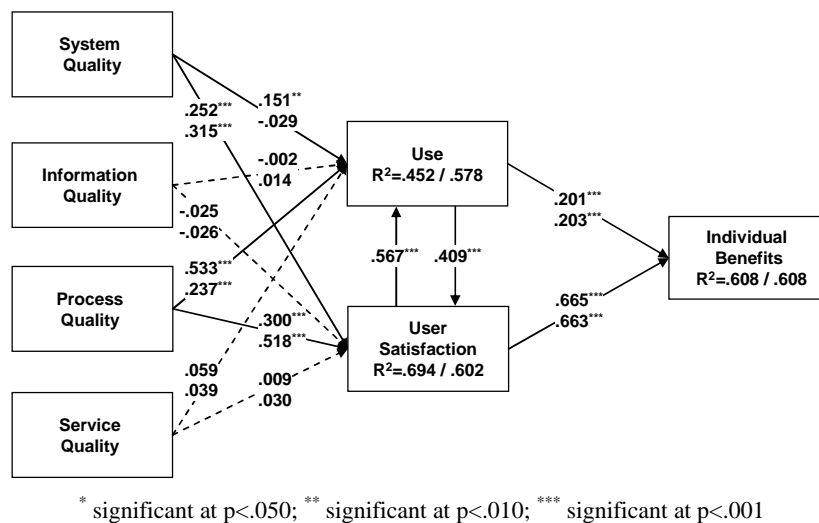 System
Quality
.252***
.315***
.151**
-.029
Information
Quality
-.002
.014
-.025
-.026
Use
R²=.452 / .578
.201***
.203***
.567***
.409***
Individual
Benefits
R²=.608 / .608
Process
Quality
.533***
.237***
.300***
.518***
User
Satisfaction
R²=.694 / .602
.665***
.663***
Service
Quality
.059
.039
.009
.030
* significant at p<.050; ** significant at p<.010; *** significant at p<.001